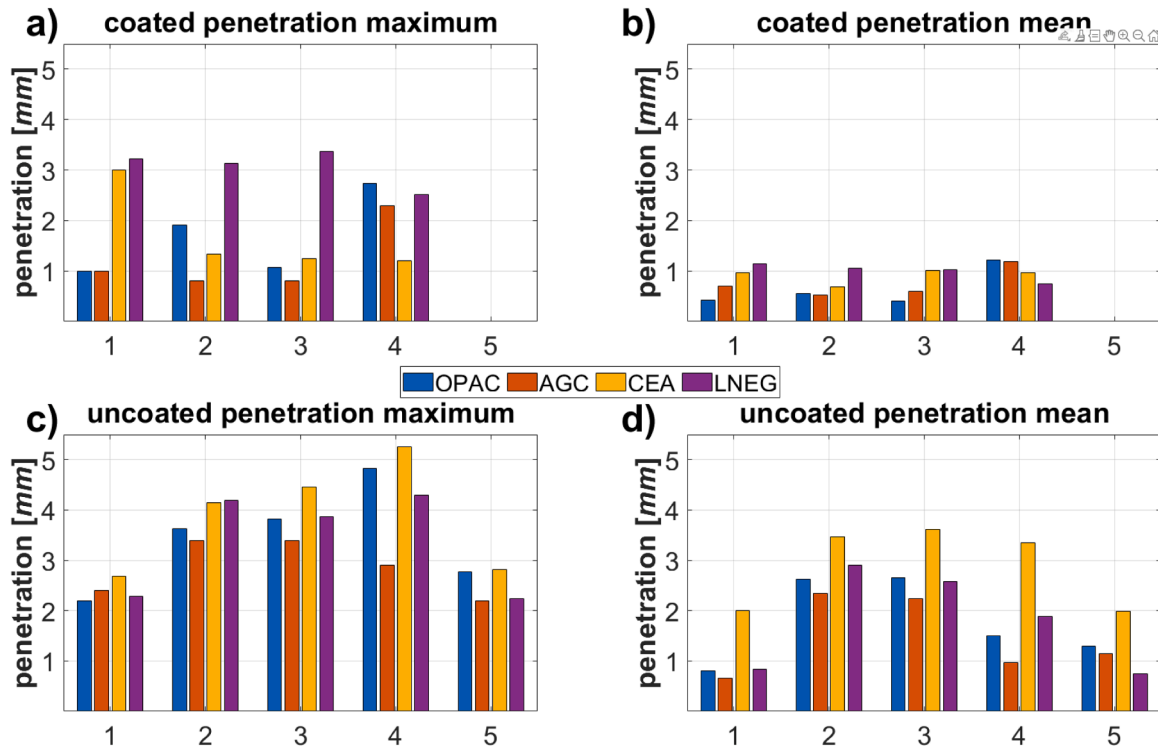 a) coated penetration maximum
penetration [mm]
5
4
3
2
1
1 2 3 4 5
b) coated penetration mean
penetration [mm]
5
4
3
2
1
1 2 3 4 5
OPAC AGC CEA LNEG
c) uncoated penetration maximum
penetration [mm]
5
4
3
2
1
1 2 3 4 5
d) uncoated penetration mean
penetration [mm]
5
4
3
2
1
1 2 3 4 5